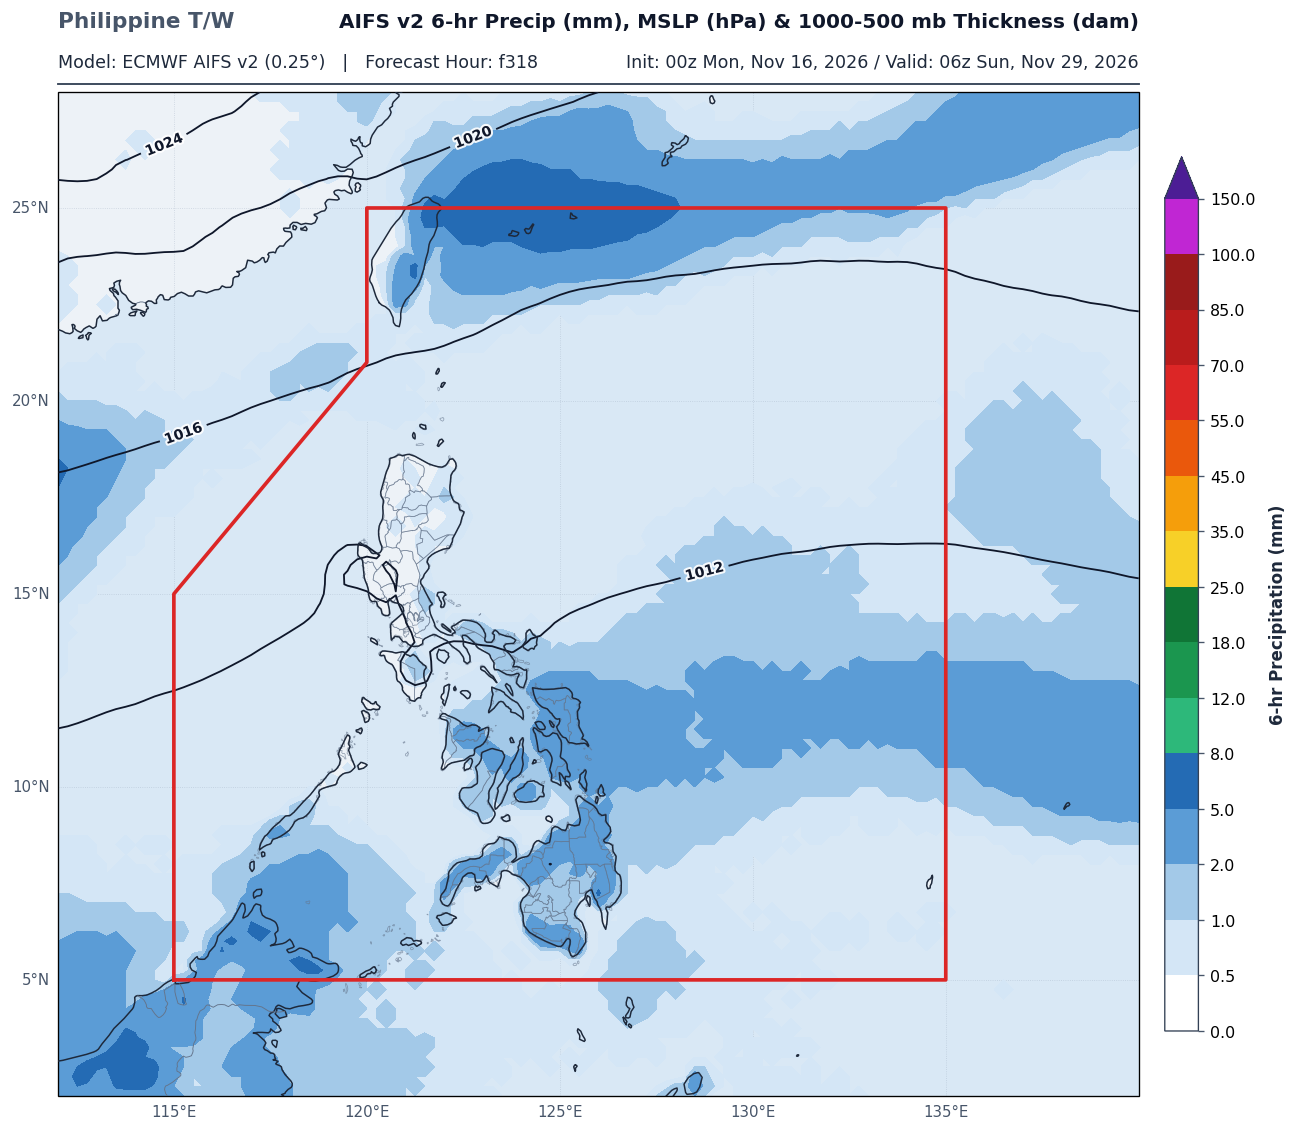 Philippine T/W
AIFS v2 6-hr Precip (mm), MSLP (hPa) & 1000-500 mb Thickness (dam)
Model: ECMWF AIFS v2 (0.25°) | Forecast Hour: f318
Init: 00z Mon, Nov 16, 2026 / Valid: 06z Sun, Nov 29, 2026
1024
1020
1016
1012
25°N
20°N
15°N
10°N
5°N
115°E
120°E
125°E
130°E
135°E
150.0
100.0
85.0
70.0
55.0
45.0
35.0
25.0
18.0
12.0
8.0
5.0
2.0
1.0
0.5
0.0
6-hr Precipitation (mm)